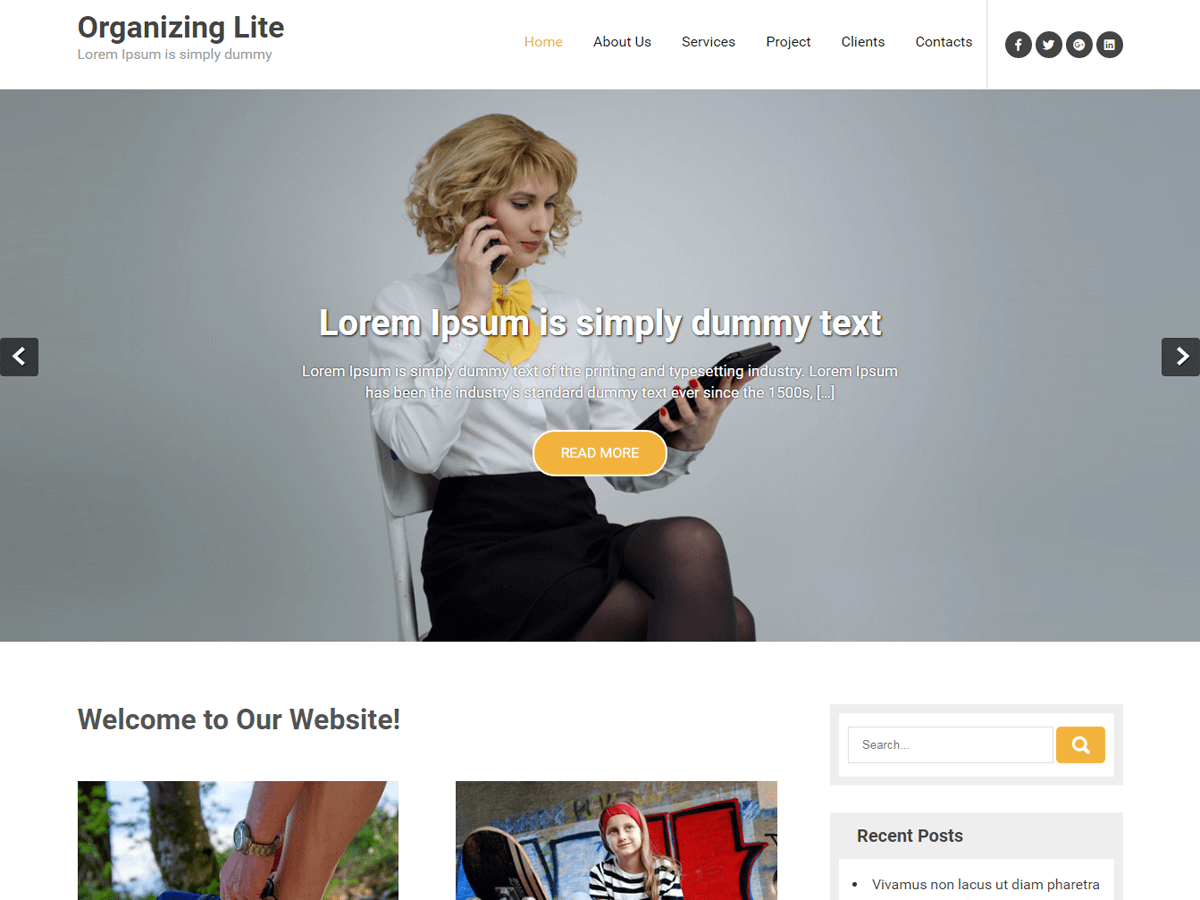 Organizing Lite
Lorem Ipsum is simply dummy
Home About Us Services Project Clients Contacts
Lorem Ipsum is simply dummy text
Lorem Ipsum is simply dummy text of the printing and typesetting industry. Lorem Ipsum
has been the industry's standard dummy text ever since the 1500s, [...]
READ MORE
Welcome to Our Website!
Search...
Recent Posts
• Vivamus non lacus ut diam pharetra